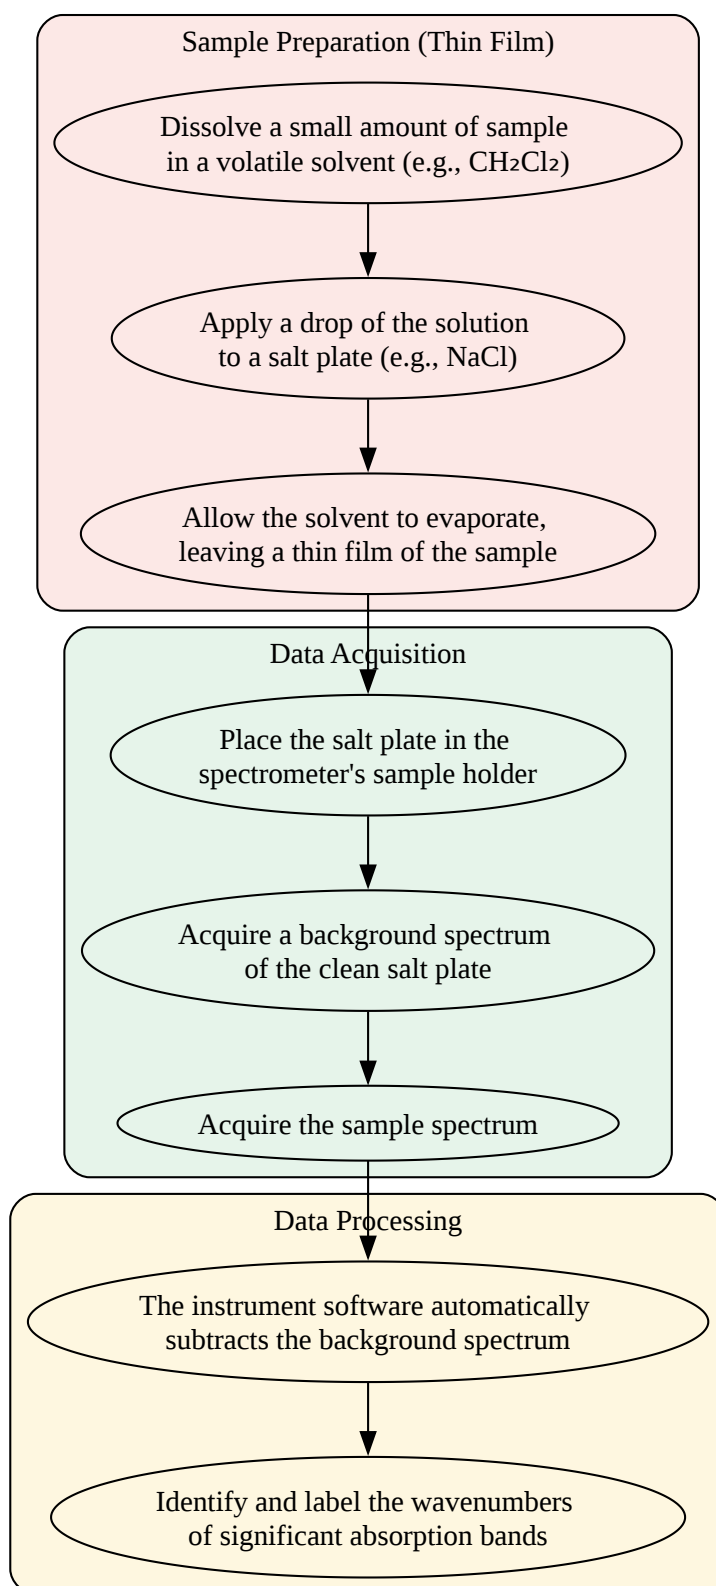 Sample Preparation (Thin Film)
Dissolve a small amount of sample
in a volatile solvent (e.g., CH₂Cl₂)
Apply a drop of the solution
to a salt plate (e.g., NaCl)
Allow the solvent to evaporate,
leaving a thin film of the sample
Data Acquisition
Place the salt plate in the
spectrometer's sample holder
Acquire a background spectrum
of the clean salt plate
Acquire the sample spectrum
Data Processing
The instrument software automatically
subtracts the background spectrum
Identify and label the wavenumbers
of significant absorption bands